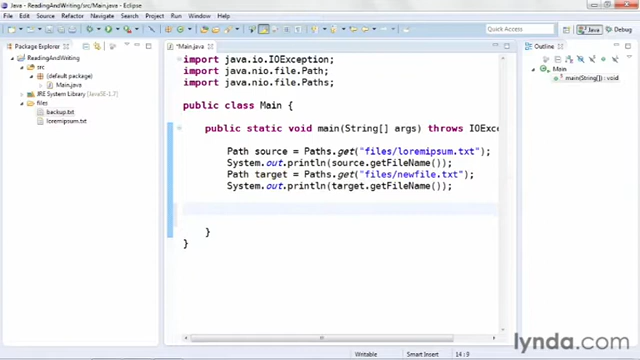 Java - ReadingAndWriting/src/Main.java - Eclipse
File Edit Source Refactor Navigate Search Project Run Window Help
Quick Access
Java
Debug
Package Explorer
ReadingAndWriting
src
(default package)
Main.java
JRE System Library [JavaSE-1.7]
files
backup.txt
loremipsum.txt
*Main.java
import java.io.IOException;
import java.nio.file.Path;
import java.nio.file.Paths;
public class Main {
public static void main(String[] args) throws IOExce
Path source = Paths.get("files/loremipsum.txt");
System.out.println(source.getFileName());
Path target = Paths.get("files/newfile.txt");
System.out.println(target.getFileName());
}
}
Outline
Main
main(String[]) : void
Writable
Smart Insert
14 : 9
lynda.com